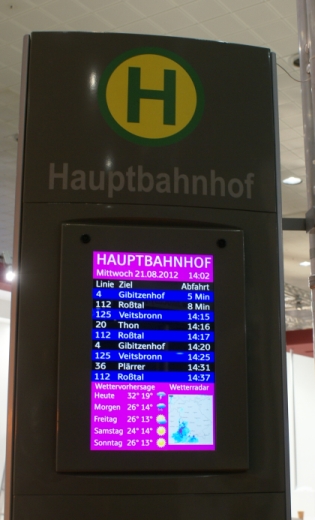 H
Hauptbahnhof
HAUPTBAHNHOF
Mittwoch 21.08.2012 14:02
Linie Ziel Abfahrt
4 Gibitzenhof 5 Min
112 Roßtal 8 Min
125 Veitsbronn 14:15
20 Thon 14:16
112 Roßtal 14:17
4 Gibitzenhof 14:20
125 Veitsbronn 14:25
36 Plärrer 14:31
112 Roßtal 14:37
Wettervorhersage Wetterradar
Heute 32° 19°
Morgen 26° 14°
Freitag 26° 13°
Samstag 24° 14°
Sonntag 26° 13°